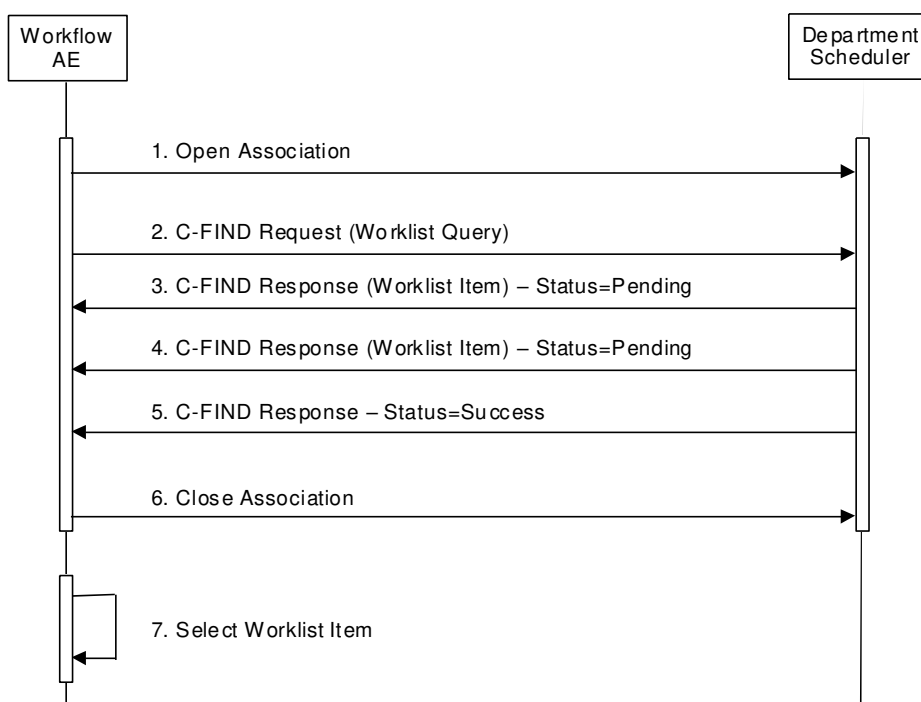 Workflow
AE
Department
Scheduler
1. Open Association
2. C-FIND Request (Worklist Query)
3. C-FIND Response (Worklist Item) – Status=Pending
4. C-FIND Response (Worklist Item) – Status=Pending
5. C-FIND Response – Status=Success
6. Close Association
7. Select Worklist Item